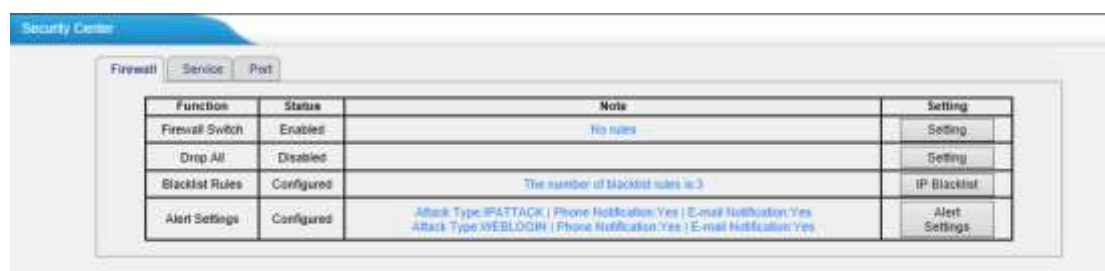 Security Center
Firewall Service Port
Function Status Note Setting
Firewall Switch Enabled No rules Setting
Drop All Disabled Setting
Blacklist Rules Configured The number of blacklist rules is:3 IP Blacklist
Alert Settings Configured Attack Type:IPATTACK | Phone Notification:Yes | E-mail Notification:Yes Alert
Attack Type:WEBLOGIN | Phone Notification:Yes | E-mail Notification:Yes Settings